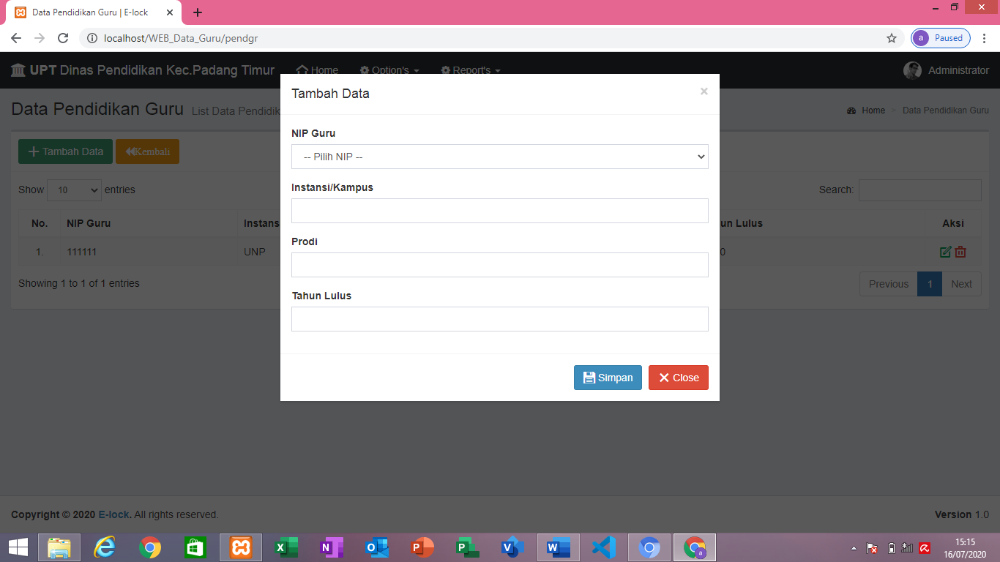 Data Pendidikan Guru | E-lock
localhost/WEB_Data_Guru/pendgr
a Paused
UPT Dinas Pendidikan Kec.Padang Timur Home Option's Report's Administrator
Data Pendidikan Guru List Data Pendidik
Home > Data Pendidikan Guru
Tambah Data Kembali
Show 10 entries
Search:
No. NIP Guru Instans un Lulus Aksi
1. 111111 UNP 0
Showing 1 to 1 of 1 entries
Previous 1 Next
Tambah Data ×
NIP Guru
-- Pilih NIP --
Instansi/Kampus
Prodi
Tahun Lulus
Simpan Close
Copyright © 2020 E-lock. All rights reserved.
Version 1.0
15:15
16/07/2020